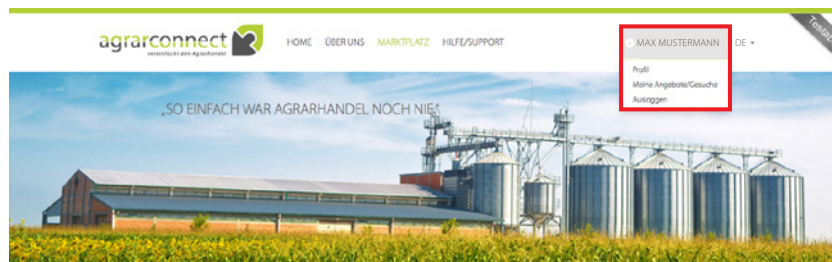 agrarconnect
vereinfacht den Agrarhandel
HOME ÜBER UNS MARKTPLATZ HILFE/SUPPORT
MAX MUSTERMANN DE
Profil
Meine Angebote/Gesuche
Ausloggen
„SO EINFACH WAR AGRARHANDEL NOCH NIE“